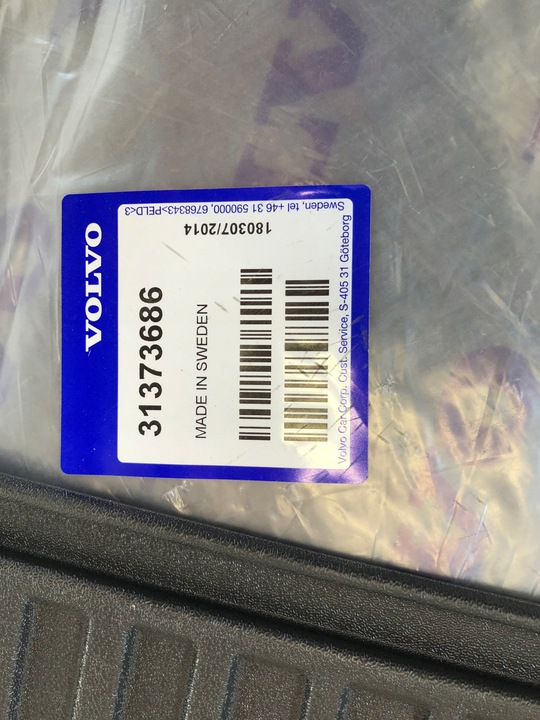 VOLVO
31373686
MADE IN SWEDEN
180307/2014
Volvo Car Corp. Cust. Service, S-405 31 Göteborg
Sweden, tel +46 31 590000, 6768343>PELD<3